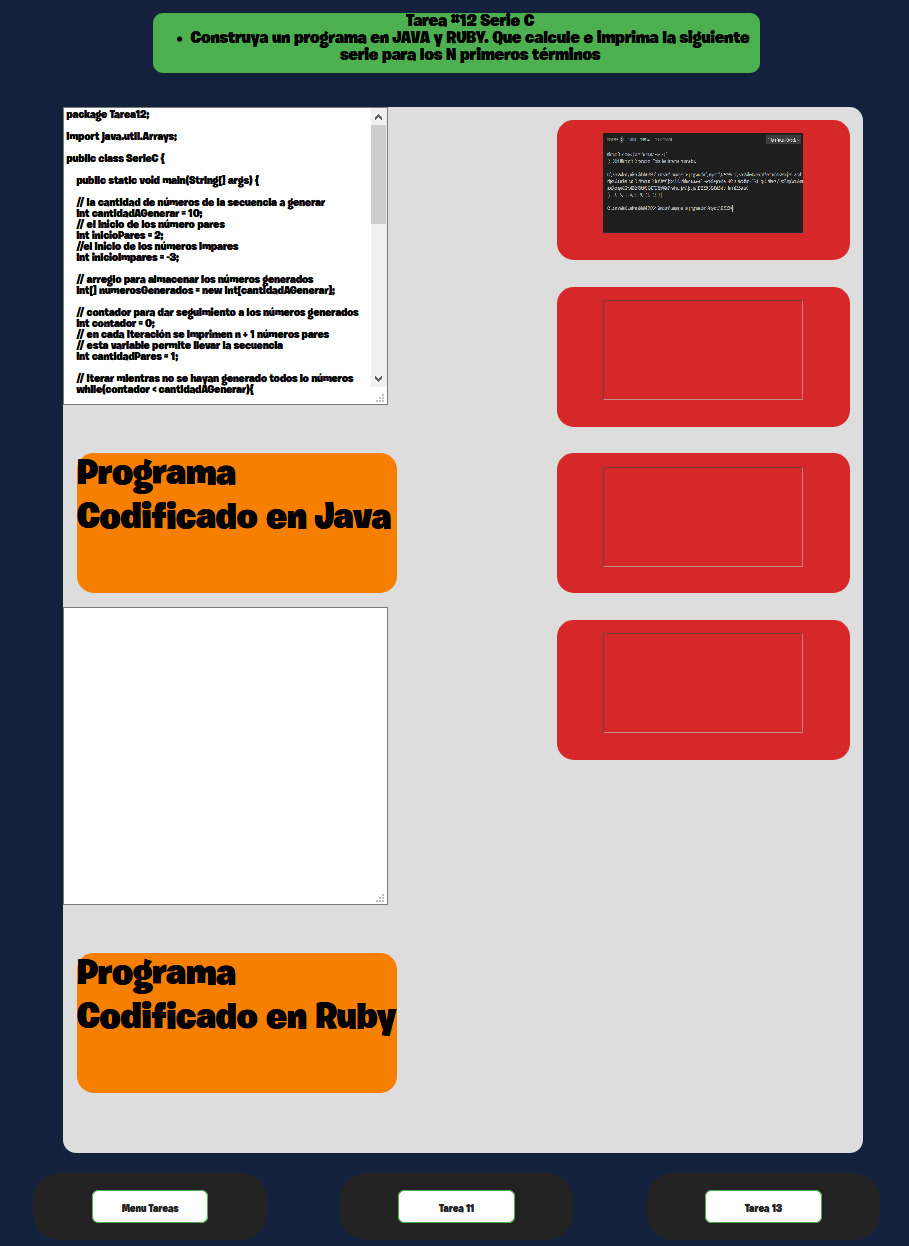 Tarea #12 Serie C
• Construya un programa en JAVA y RUBY. Que calcule e imprima la siguiente
serie para los N primeros términos
package Tarea12;
import java.util.Arrays;
public class SerieC {
public static void main(String[] args) {
// la cantidad de números de la secuencia a generar
int cantidadAGenerar = 10;
// el inicio de los número pares
int inicioPares = 2;
//el inicio de los números impares
int inicioImpares = -3;
// arreglo para almacenar los números generados
int[] numerosGenerados = new int[cantidadAGenerar];
// contador para dar seguimiento a los números generados
int contador = 0;
// en cada iteración se imprimen n + 1 números pares
// esta variable permite llevar la secuencia
int cantidadPares = 1;
// iterar mientras no se hayan generado todos lo números
while(contador < cantidadAGenerar){
Programa
Codificado en Java
Programa
Codificado en Ruby
Menu Tareas
Tarea 11
Tarea 13